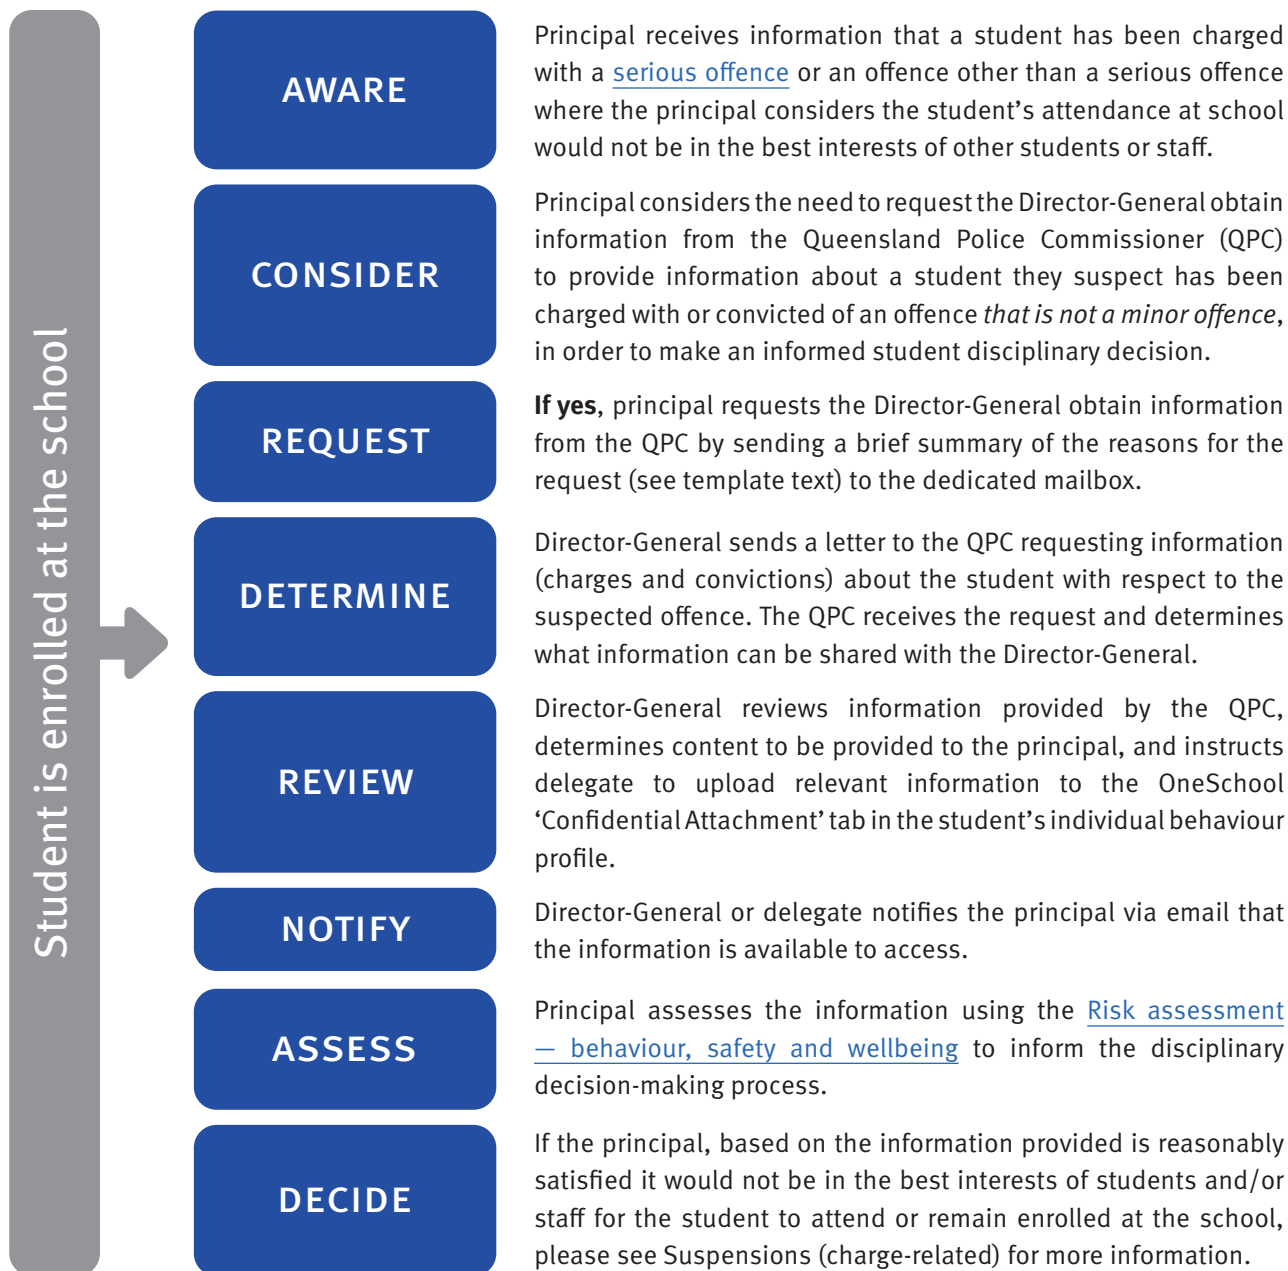 Student is enrolled at the school
AWARE
Principal receives information that a student has been charged
with a serious offence or an offence other than a serious offence
where the principal considers the student’s attendance at school
would not be in the best interests of other students or staff.
CONSIDER
Principal considers the need to request the Director-General obtain
information from the Queensland Police Commissioner (QPC)
to provide information about a student they suspect has been
charged with or convicted of an offence that is not a minor offence,
in order to make an informed student disciplinary decision.
REQUEST
If yes, principal requests the Director-General obtain information
from the QPC by sending a brief summary of the reasons for the
request (see template text) to the dedicated mailbox.
DETERMINE
Director-General sends a letter to the QPC requesting information
(charges and convictions) about the student with respect to the
suspected offence. The QPC receives the request and determines
what information can be shared with the Director-General.
REVIEW
Director-General reviews information provided by the QPC,
determines content to be provided to the principal, and instructs
delegate to upload relevant information to the OneSchool
‘Confidential Attachment’ tab in the student’s individual behaviour
profile.
NOTIFY
Director-General or delegate notifies the principal via email that
the information is available to access.
ASSESS
Principal assesses the information using the Risk assessment
— behaviour, safety and wellbeing to inform the disciplinary
decision-making process.
DECIDE
If the principal, based on the information provided is reasonably
satisfied it would not be in the best interests of students and/or
staff for the student to attend or remain enrolled at the school,
please see Suspensions (charge-related) for more information.